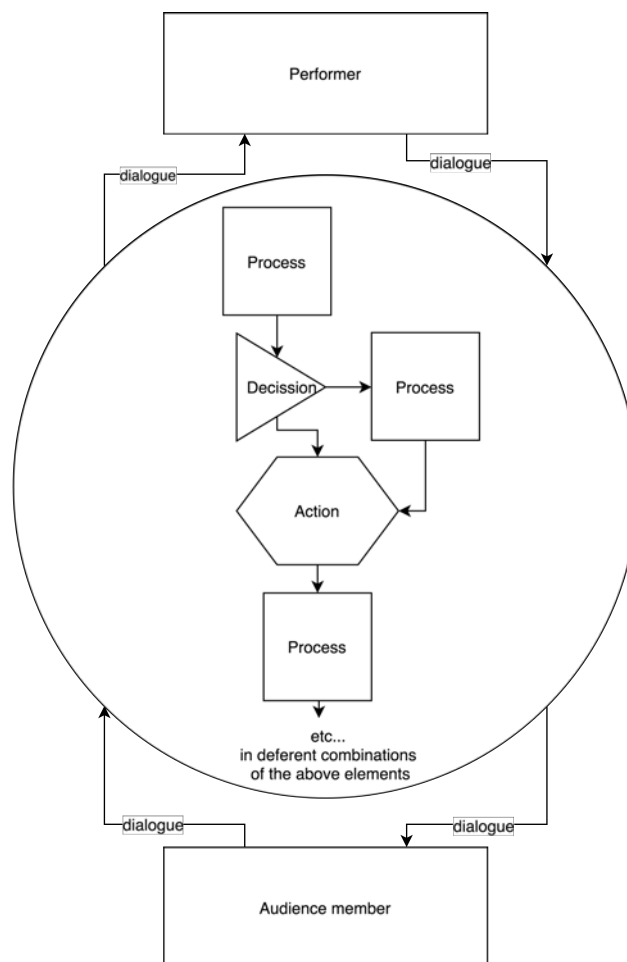 Performer
dialogue
dialogue
Process
Decission
Process
Action
Process
etc...
in deferent combinations
of the above elements
dialogue
dialogue
Audience member